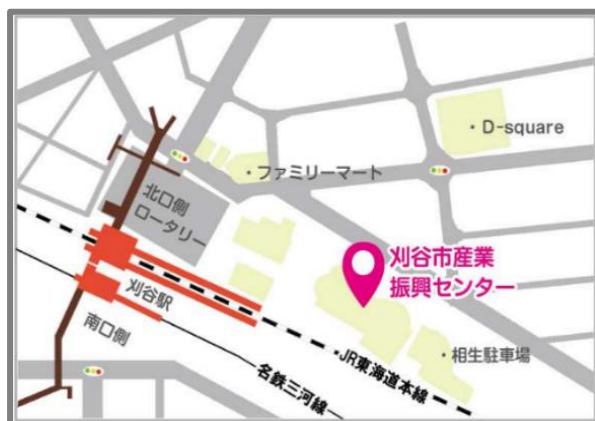 ・D-square
・ファミリーマート
北口側
ロータリー
刈谷市産業
振興センター
刈谷駅
南口側
・相生駐車場
JR東海道本線
名鉄三河線